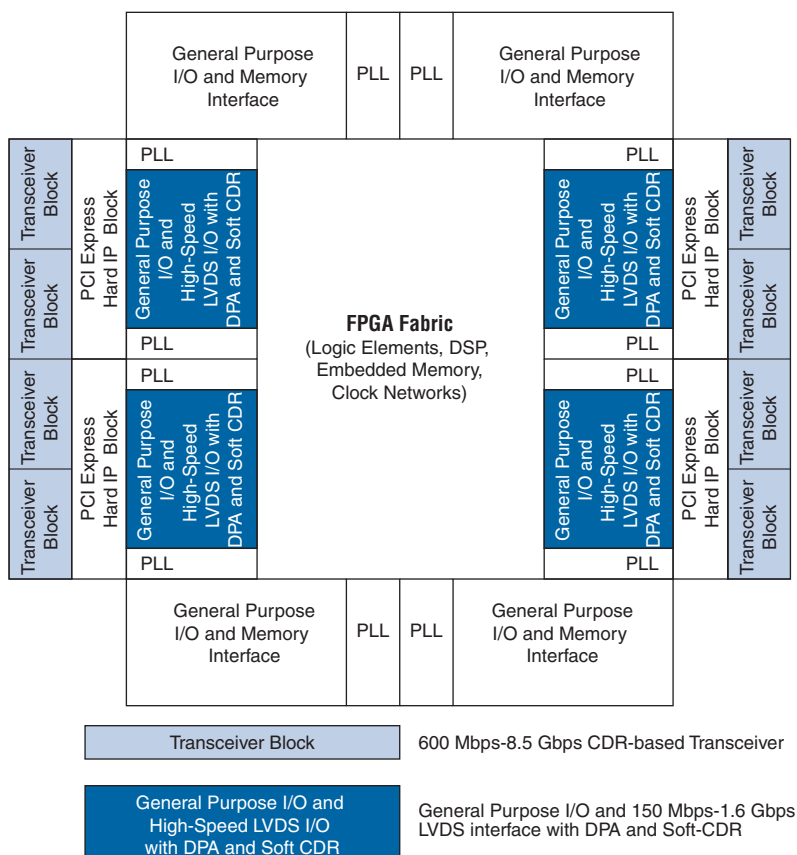 General Purpose
I/O and Memory
Interface
PLL
PLL
General Purpose
I/O and Memory
Interface
Transceiver
Block
Transceiver
Block
Transceiver
Block
Transceiver
Block
PCI Express
Hard IP Block
PCI Express
Hard IP Block
PLL
General Purpose
I/O and
High-Speed
LVDS I/O with
DPA and Soft CDR
PLL
PLL
General Purpose
I/O and
High-Speed
LVDS I/O with
DPA and Soft CDR
PLL
FPGA Fabric
(Logic Elements, DSP,
Embedded Memory,
Clock Networks)
PLL
General Purpose
I/O and
High-Speed
LVDS I/O with
DPA and Soft CDR
PLL
PLL
General Purpose
I/O and
High-Speed
LVDS I/O with
DPA and Soft CDR
PLL
PCI Express
Hard IP Block
PCI Express
Hard IP Block
Transceiver
Block
Transceiver
Block
Transceiver
Block
Transceiver
Block
General Purpose
I/O and Memory
Interface
PLL
PLL
General Purpose
I/O and Memory
Interface
Transceiver Block
600 Mbps-8.5 Gbps CDR-based Transceiver
General Purpose I/O and
High-Speed LVDS I/O
with DPA and Soft CDR
General Purpose I/O and 150 Mbps-1.6 Gbps
LVDS interface with DPA and Soft-CDR